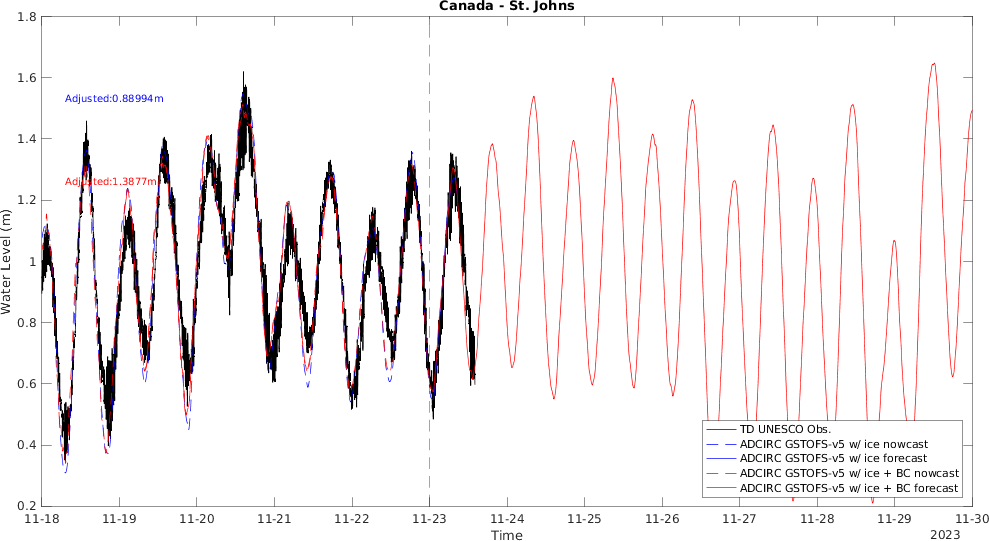 Canada - St. Johns
1.8
1.6
1.4
1.2
1
0.8
0.6
0.4
0.2
Water Level (m)
Adjusted:0.88994m
Adjusted:1.3877m
TD UNESCO Obs.
ADCIRC GSTOFS-v5 w/ ice nowcast
ADCIRC GSTOFS-v5 w/ ice forecast
ADCIRC GSTOFS-v5 w/ ice + BC nowcast
ADCIRC GSTOFS-v5 w/ ice + BC forecast
11-18 11-19 11-20 11-21 11-22 11-23 11-24 11-25 11-26 11-27 11-28 11-29 11-30
Time
2023